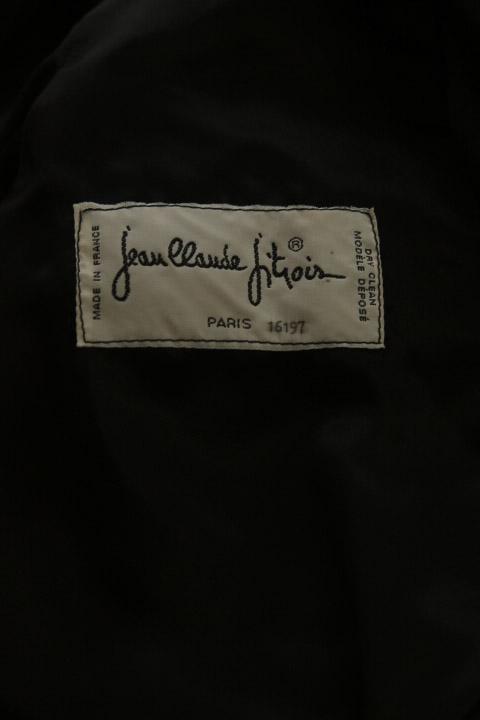 MADE IN FRANCE
Jean Claude Jitrois ®
PARIS 16197
DRY CLEAN
MODÈLE DÉPOSÉ